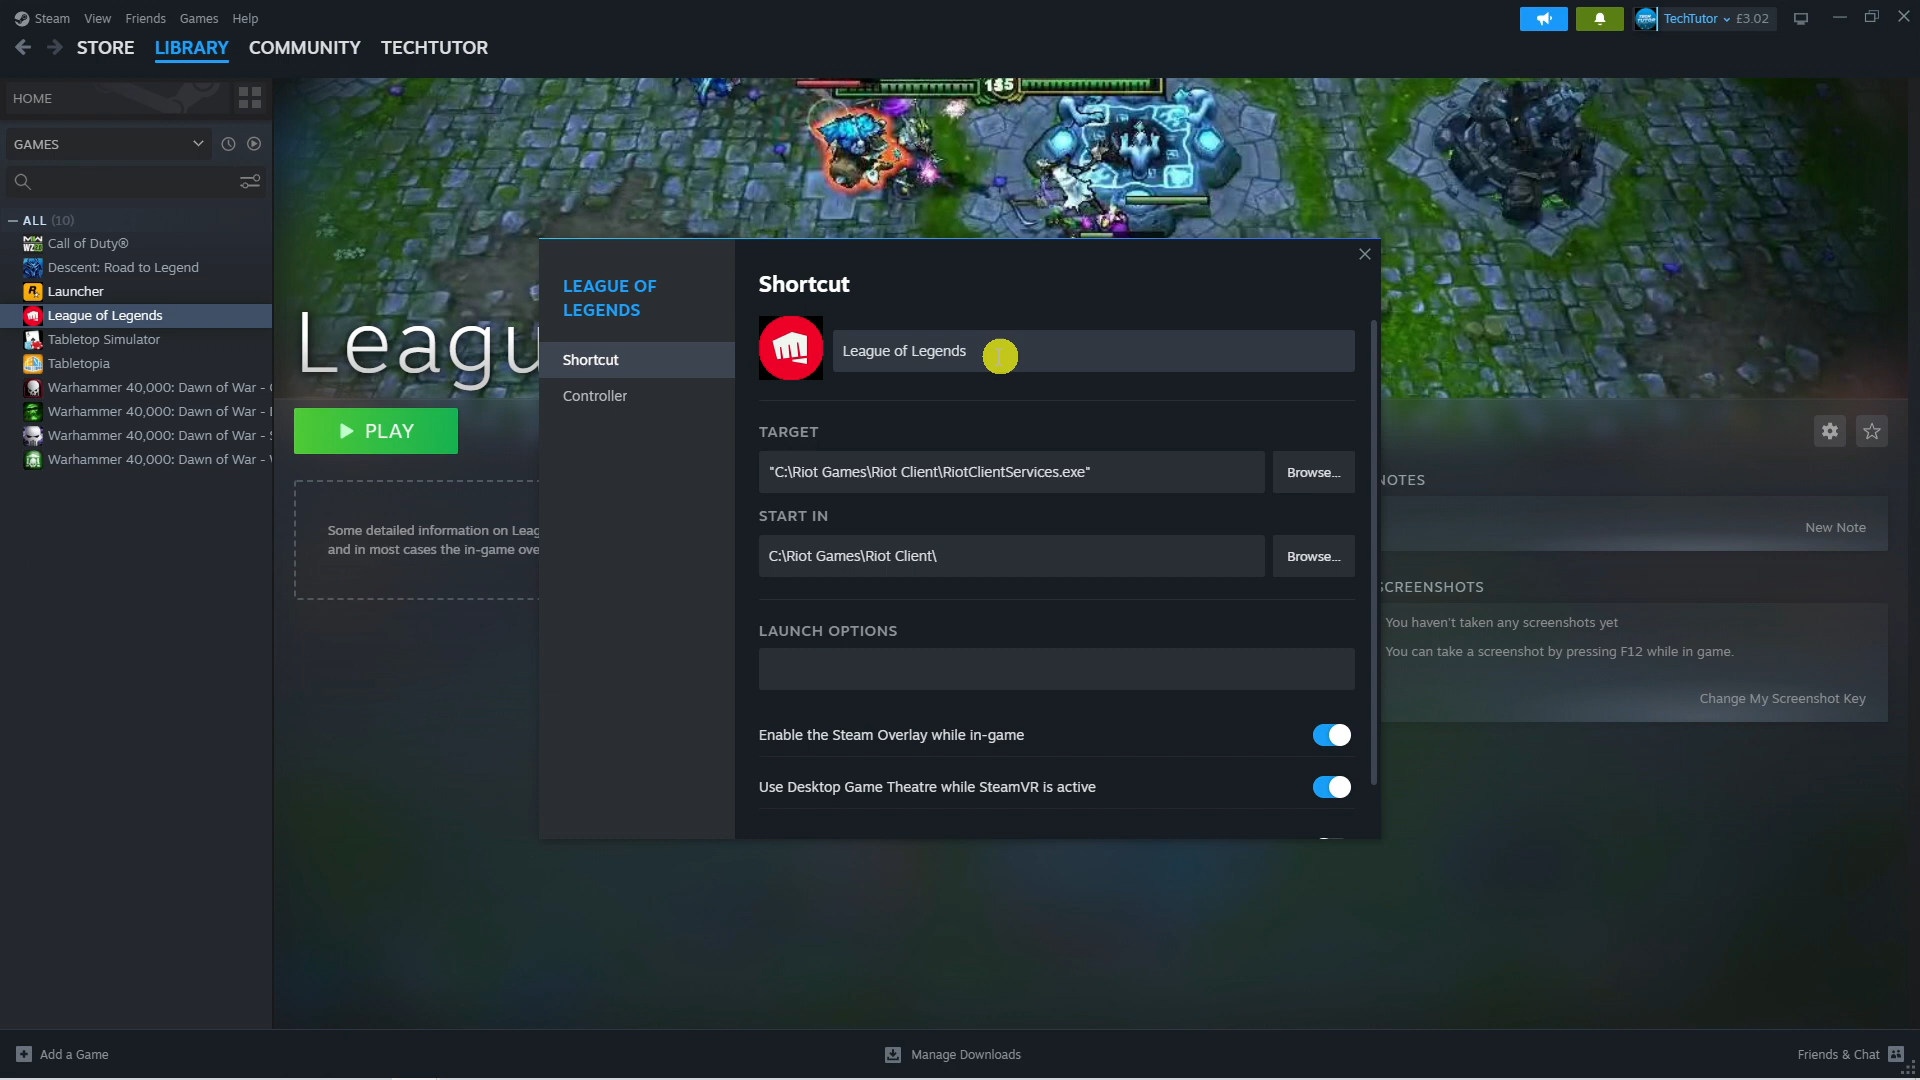 Steam View Friends Games Help
TechTutor £3.02
STORE LIBRARY COMMUNITY TECHTUTOR
HOME
GAMES
ALL (10)
Call of Duty®
Descent: Road to Legend
Launcher
League of Legends
Tabletop Simulator
Tabletopia
Warhammer 40,000: Dawn of War -
Warhammer 40,000: Dawn of War -
Warhammer 40,000: Dawn of War -
Warhammer 40,000: Dawn of War -
135
Leagu
PLAY
Some detailed information on Leag
and in most cases the in-game ove
LEAGUE OF
LEGENDS
Shortcut
Controller
Shortcut
League of Legends
TARGET
"C:\Riot Games\Riot Client\RiotClientServices.exe"
Browse...
START IN
C:\Riot Games\Riot Client\
Browse...
LAUNCH OPTIONS
Enable the Steam Overlay while in-game
Use Desktop Game Theatre while SteamVR is active
NOTES
New Note
SCREENSHOTS
You haven't taken any screenshots yet
You can take a screenshot by pressing F12 while in game.
Change My Screenshot Key
Add a Game
Manage Downloads
Friends & Chat